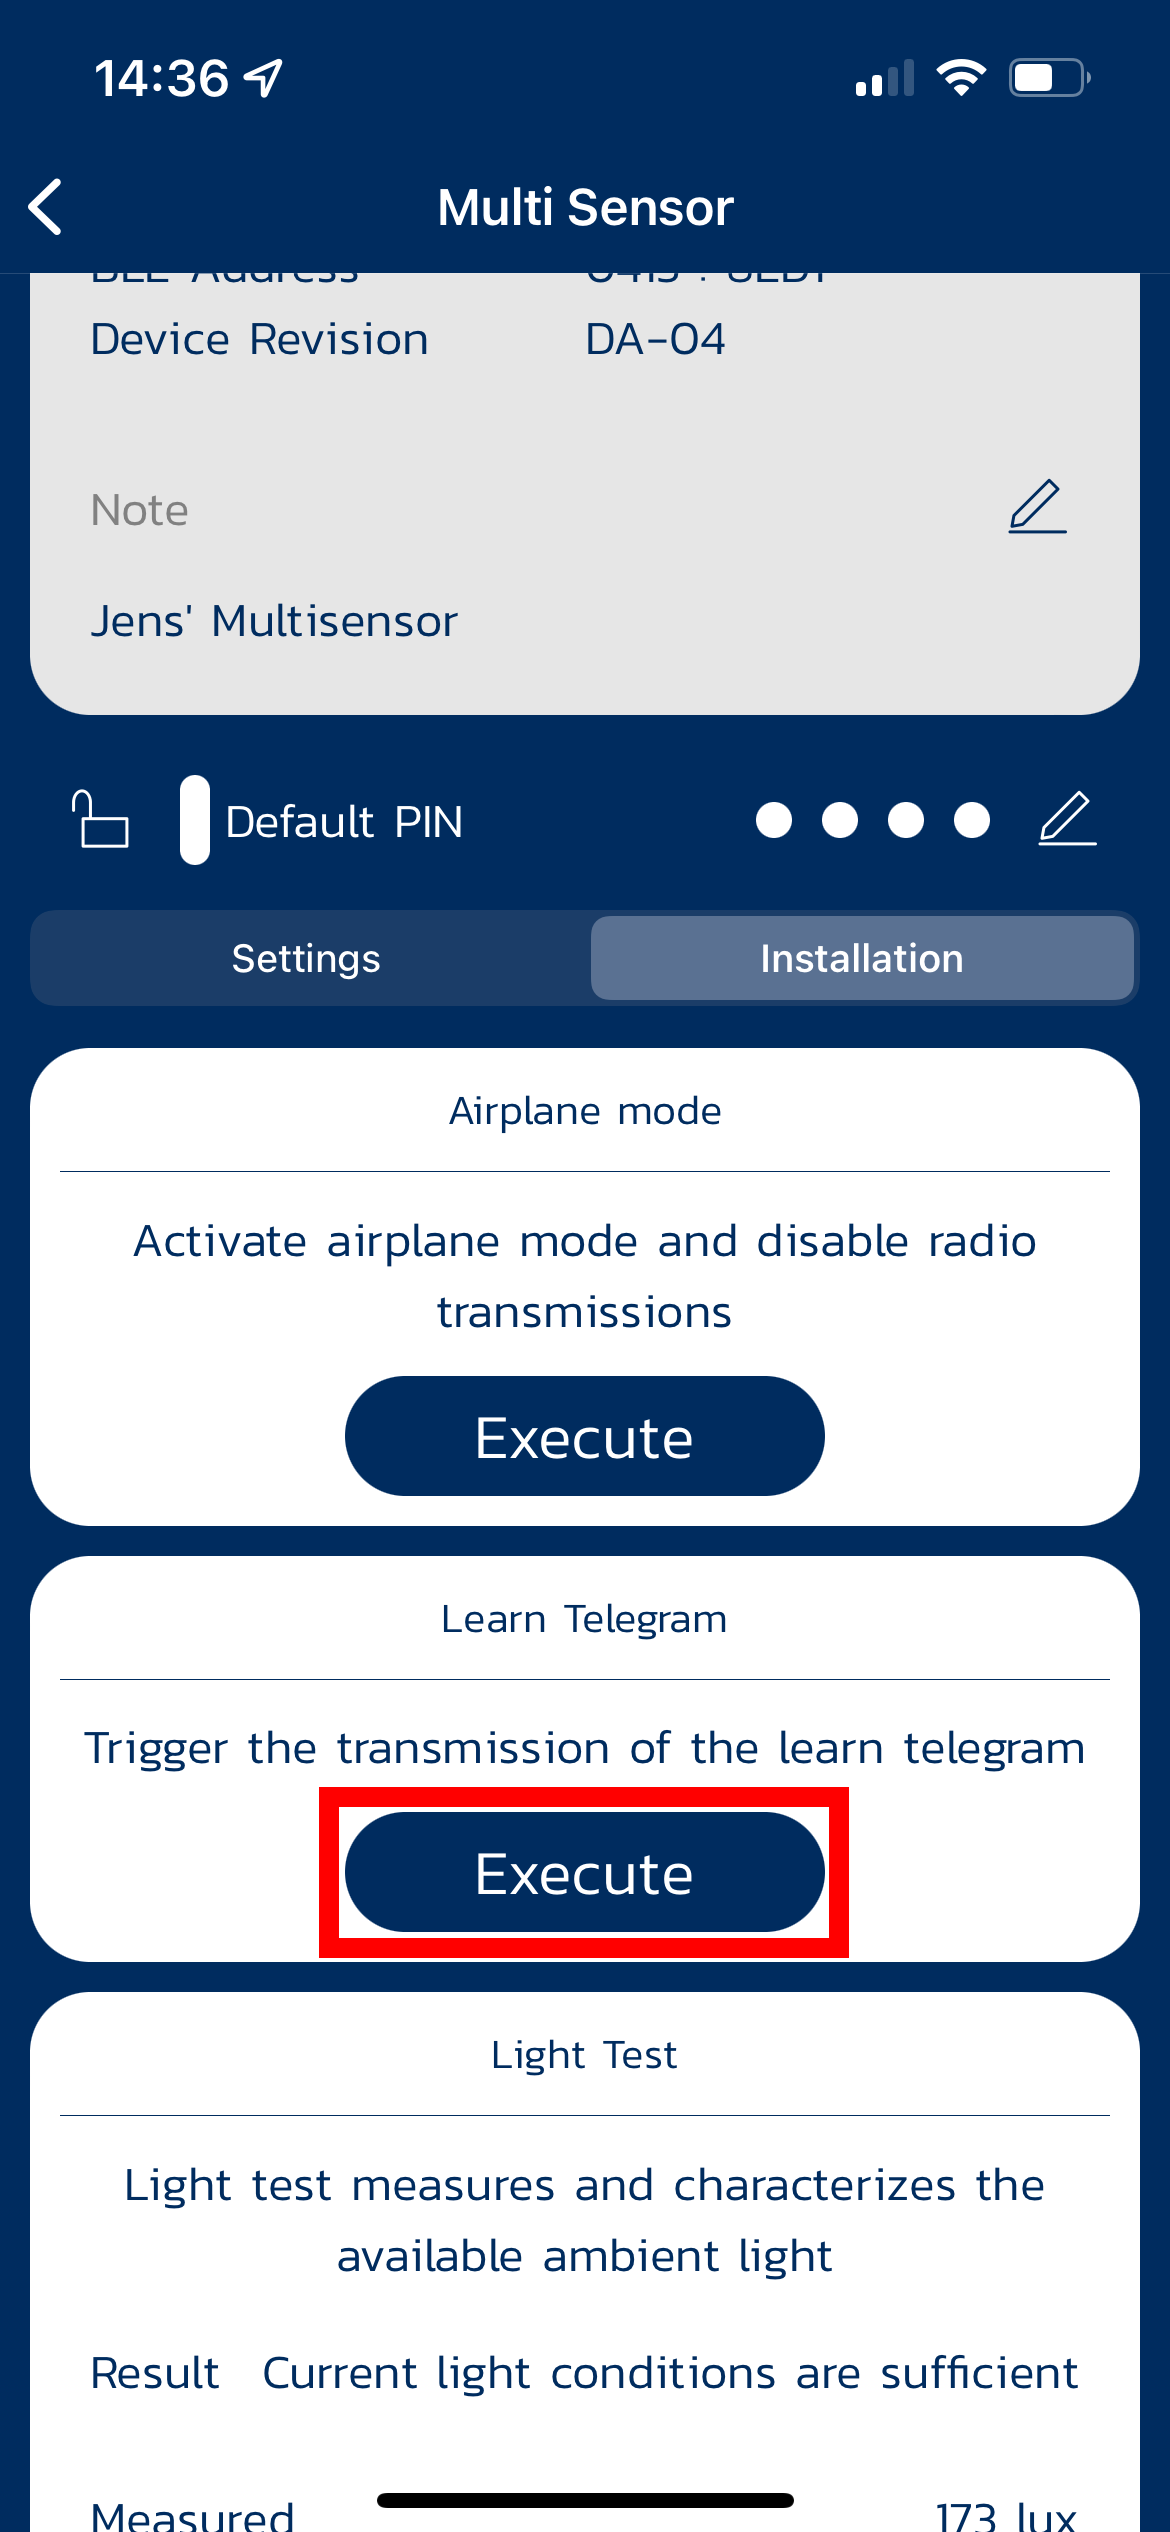 14:36
Multi Sensor
BLE Address
Device Revision DA-04
Note
Jens' Multisensor
Default PIN
Settings Installation
Airplane mode
Activate airplane mode and disable radio
transmissions
Execute
Learn Telegram
Trigger the transmission of the learn telegram
Execute
Light Test
Light test measures and characterizes the
available ambient light
Result Current light conditions are sufficient
Measured 173 lux